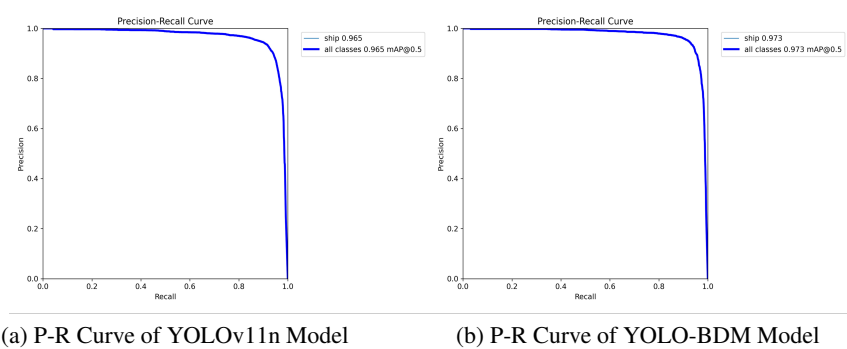 Precision-Recall Curve
1.0
0.8
0.6
0.4
0.2
0.0
Precision
0.0 0.2 0.4 0.6 0.8 1.0
Recall
ship 0.965
all classes 0.965 mAP@0.5
Precision-Recall Curve
1.0
0.8
0.6
0.4
0.2
0.0
Precision
0.0 0.2 0.4 0.6 0.8 1.0
Recall
ship 0.973
all classes 0.973 mAP@0.5
(a) P-R Curve of YOLOv11n Model
(b) P-R Curve of YOLO-BDM Model